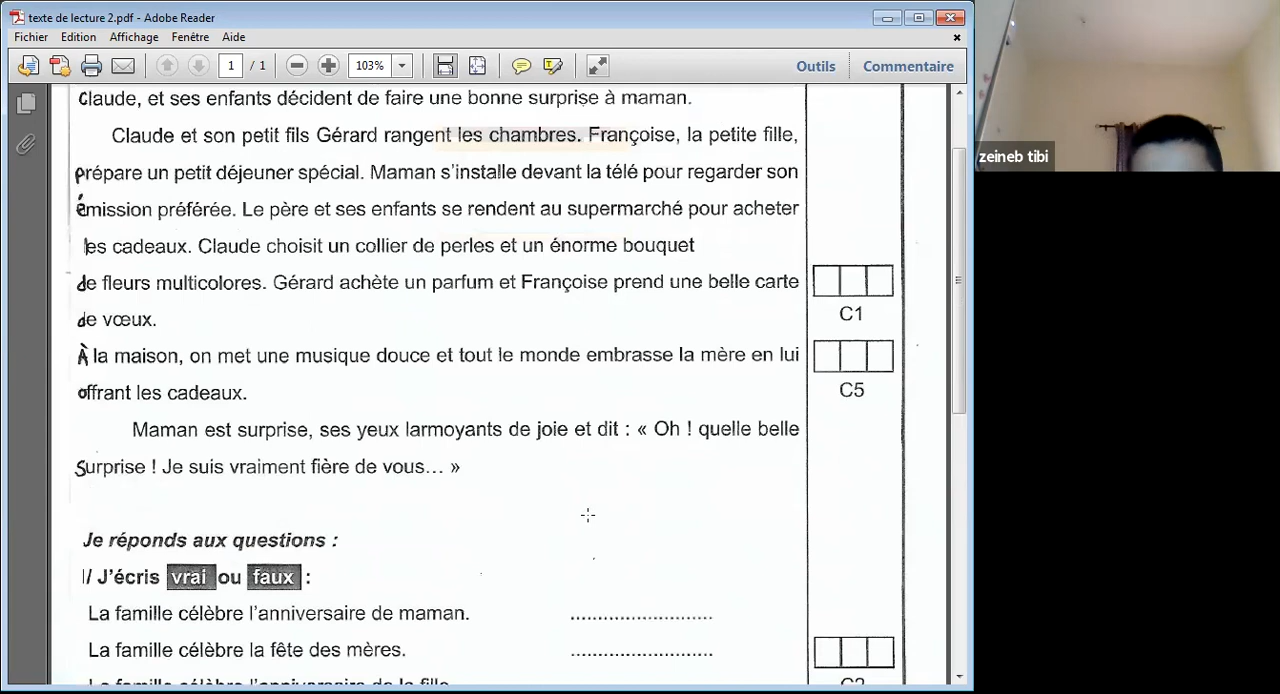 texte de lecture 2.pdf - Adobe Reader
Fichier Edition Affichage Fenêtre Aide
1 / 1 103% Outils Commentaire
Claude, et ses enfants décident de faire une bonne surprise à maman.
Claude et son petit fils Gérard rangent les chambres. Françoise, la petite fille,
prépare un petit déjeuner spécial. Maman s'installe devant la télé pour regarder son
émission préférée. Le père et ses enfants se rendent au supermarché pour acheter
les cadeaux. Claude choisit un collier de perles et un énorme bouquet
de fleurs multicolores. Gérard achète un parfum et Françoise prend une belle carte
de vœux.
C1
À la maison, on met une musique douce et tout le monde embrasse la mère en lui
offrant les cadeaux.
C5
Maman est surprise, ses yeux larmoyants de joie et dit : « Oh ! quelle belle
Surprise ! Je suis vraiment fière de vous… »
Je réponds aux questions :
I/ J'écris vrai ou faux :
La famille célèbre l'anniversaire de maman. ..........................
La famille célèbre la fête des mères. ..........................
La famille célèbre l'anniversaire de la fille
C2
zeineb tibi